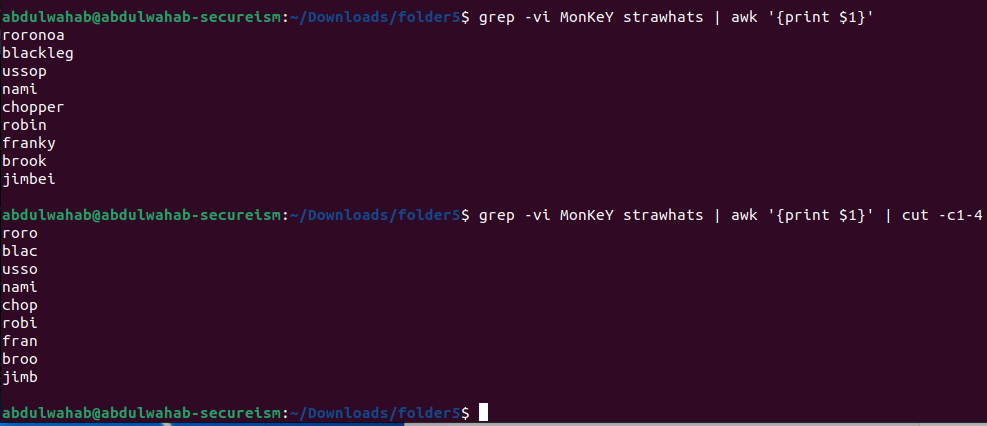 abdulwahab@abdulwahab-secureism:~/Downloads/folder5$ grep -vi MonKeY strawhats | awk '{print $1}'
roronoa
blackleg
ussop
nami
chopper
robin
franky
brook
jimbei
abdulwahab@abdulwahab-secureism:~/Downloads/folder5$ grep -vi MonKeY strawhats | awk '{print $1}' | cut -c1-4
roro
blac
usso
nami
chop
robi
fran
broo
jimb
abdulwahab@abdulwahab-secureism:~/Downloads/folder5$